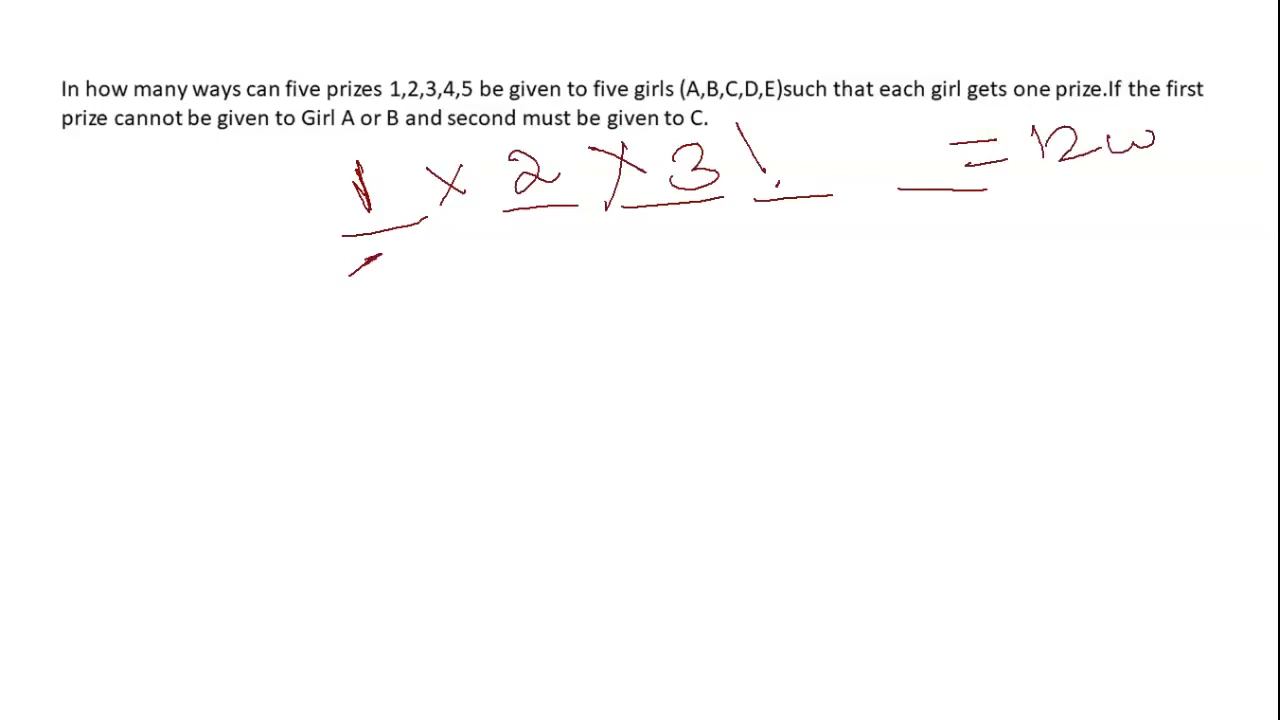 In how many ways can five prizes 1,2,3,4,5 be given to five girls (A,B,C,D,E)such that each girl gets one prize.If the first
prize cannot be given to Girl A or B and second must be given to C.
1 × 2 × 3! = 12 w